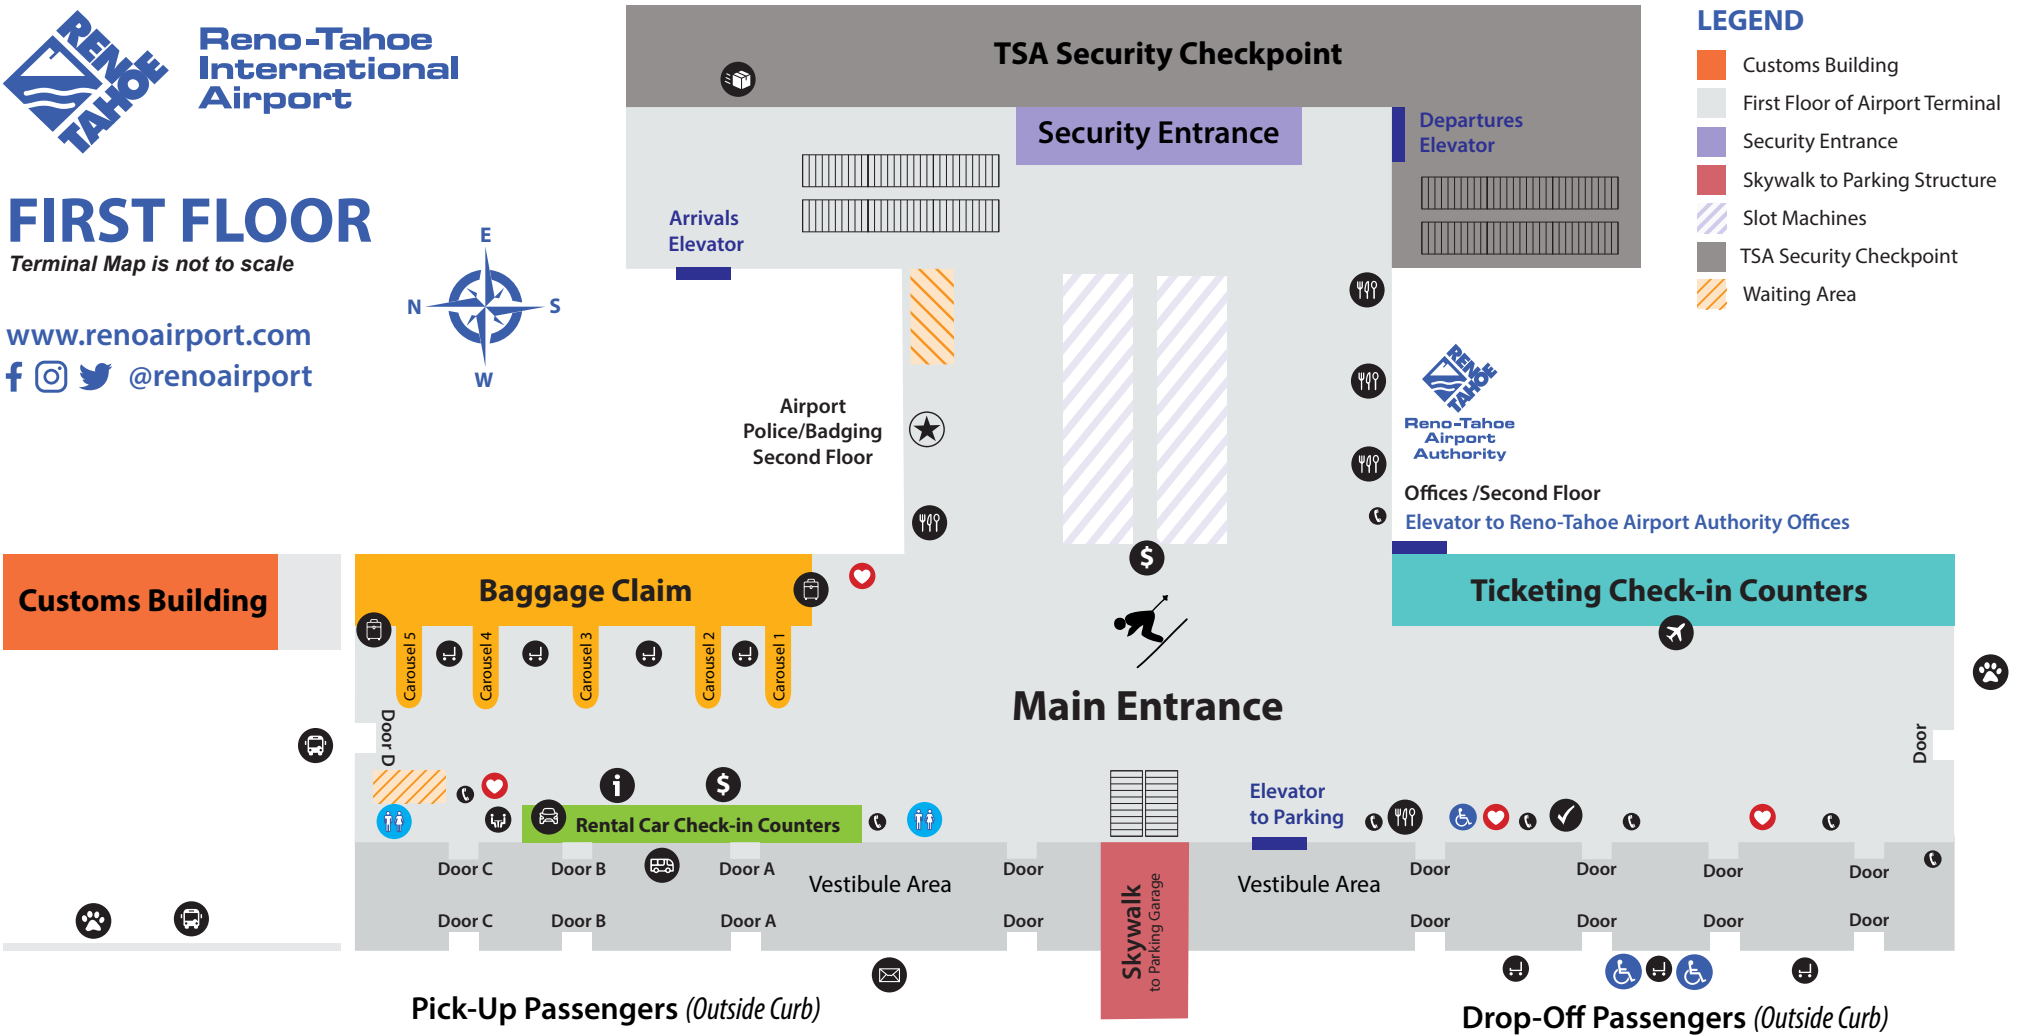 RENO
TAHOE
Reno-Tahoe
International
Airport
FIRST FLOOR
Terminal Map is not to scale
www.renoairport.com
@renoairport
E
N
S
W
TSA Security Checkpoint
Security Entrance
Departures
Elevator
Arrivals
Elevator
LEGEND
Customs Building
First Floor of Airport Terminal
Security Entrance
Skywalk to Parking Structure
Slot Machines
TSA Security Checkpoint
Waiting Area
Airport
Police/Badging
Second Floor
RENO
TAHOE
Reno-Tahoe
Airport
Authority
Offices /Second Floor
Elevator to Reno-Tahoe Airport Authority Offices
Customs Building
Baggage Claim
$
Ticketing Check-in Counters
Carousel 5
Carousel 4
Carousel 3
Carousel 2
Carousel 1
Main Entrance
Door D
Door
i
$
Rental Car Check-in Counters
Elevator
to Parking
Door C
Door B
Door A
Vestibule Area
Door
Skywalk
to Parking Garage
Vestibule Area
Door
Door
Door
Door
Door C
Door B
Door A
Door
Door
Door
Door
Door
Pick-Up Passengers (Outside Curb)
Drop-Off Passengers (Outside Curb)